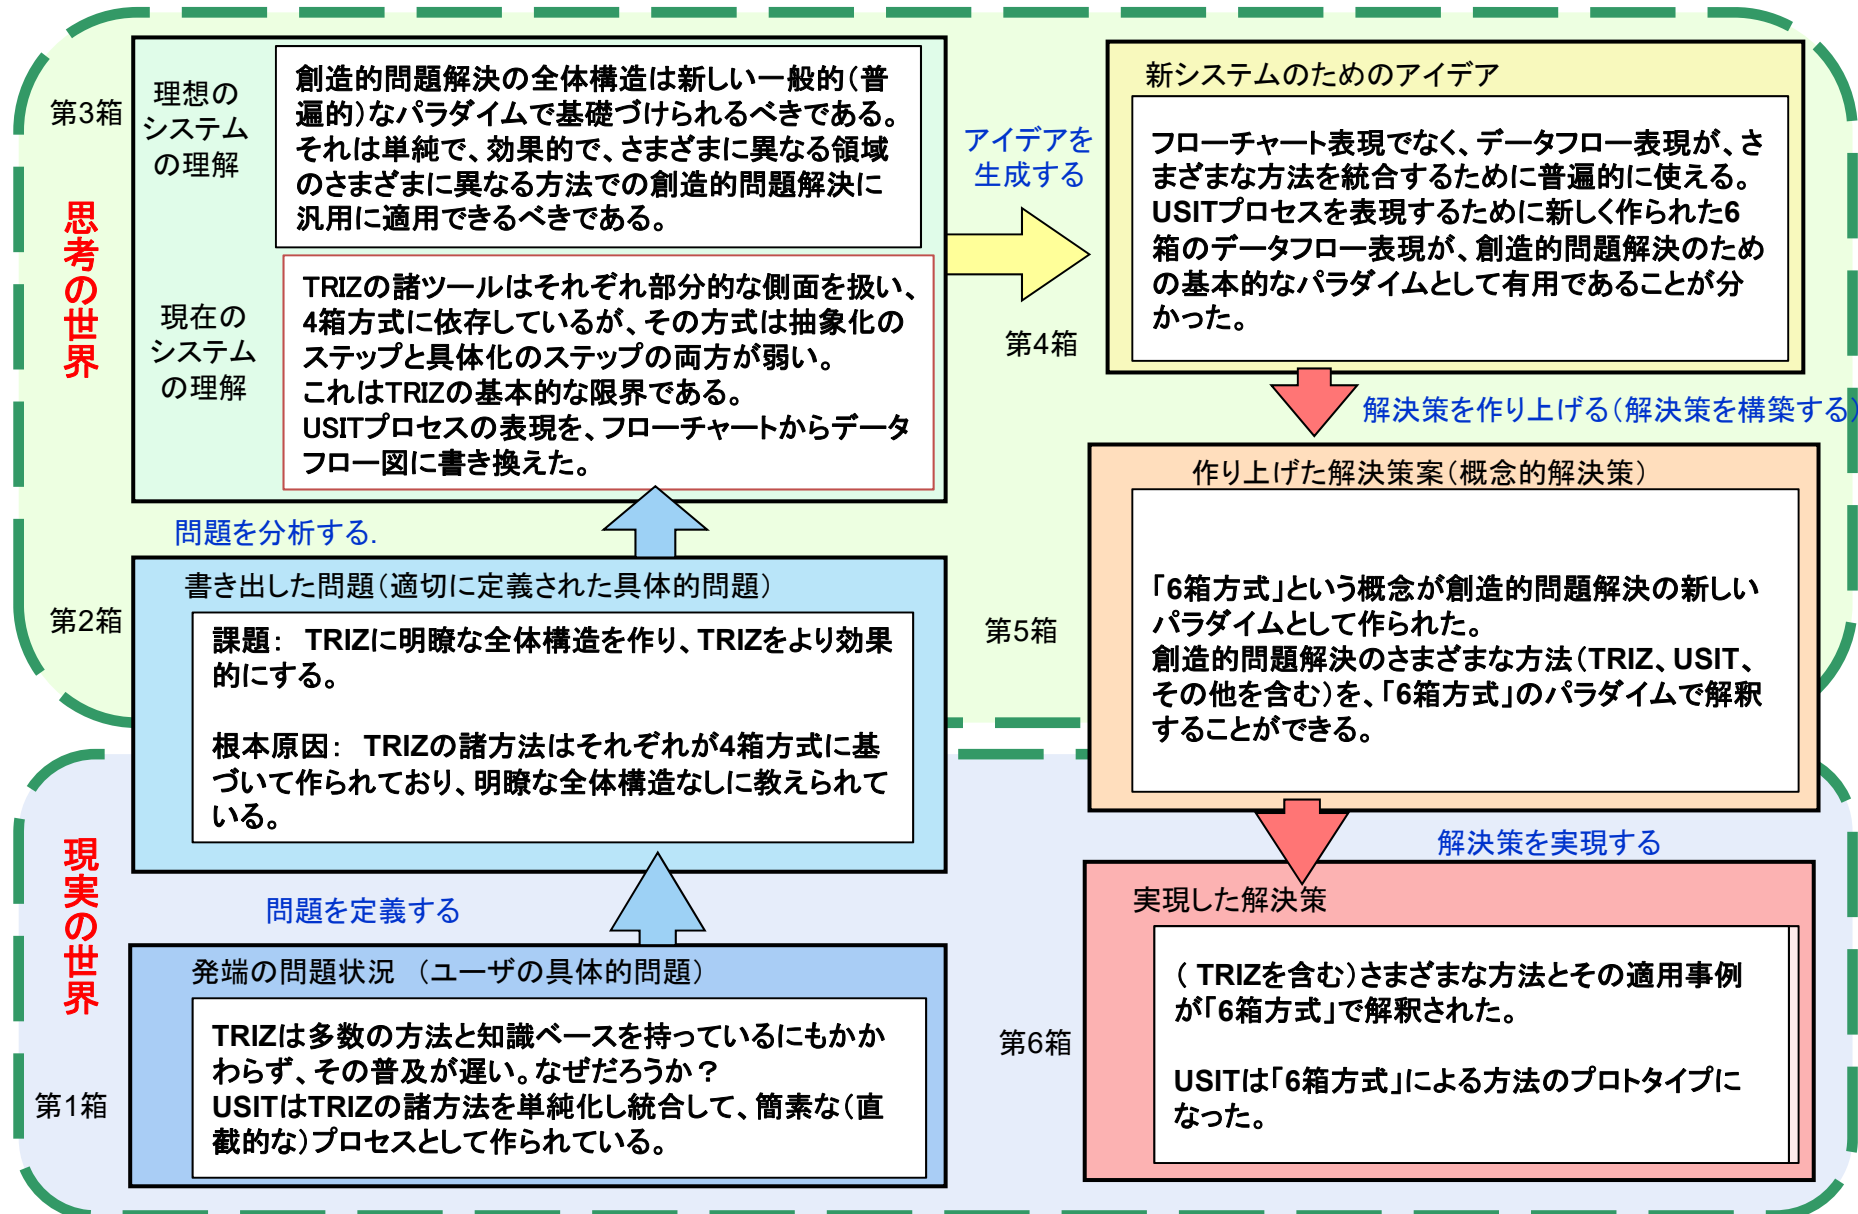 第3箱
理想の
システム
の理解
創造的問題解決の全体構造は新しい一般的(普
遍的)なパラダイムで基礎づけられるべきである。
それは単純で、効果的で、さまざまに異なる領域
のさまざまに異なる方法での創造的問題解決に
汎用に適用できるべきである。
思考の世界
現在の
システム
の理解
TRIZの諸ツールはそれぞれ部分的な側面を扱い、
4箱方式に依存しているが、その方式は抽象化の
ステップと具体化のステップの両方が弱い。
これはTRIZの基本的な限界である。
USITプロセスの表現を、フローチャートからデータ
フロー図に書き換えた。
アイデアを
生成する
第4箱
新システムのためのアイデア
フローチャート表現でなく、データフロー表現が、さ
まざまな方法を統合するために普遍的に使える。
USITプロセスを表現するために新しく作られた6
箱のデータフロー表現が、創造的問題解決のため
の基本的なパラダイムとして有用であることが分
かった。
解決策を作り上げる(解決策を構築する)
問題を分析する.
第2箱
書き出した問題(適切に定義された具体的問題)
課題: TRIZに明瞭な全体構造を作り、TRIZをより効果
的にする。
根本原因: TRIZの諸方法はそれぞれが4箱方式に基
づいて作られており、明瞭な全体構造なしに教えられて
いる。
第5箱
作り上げた解決策案(概念的解決策)
「6箱方式」という概念が創造的問題解決の新しい
パラダイムとして作られた。
創造的問題解決のさまざまな方法(TRIZ、USIT、
その他を含む)を、「6箱方式」のパラダイムで解釈
することができる。
現実の世界
問題を定義する
解決策を実現する
第1箱
発端の問題状況 (ユーザの具体的問題)
TRIZは多数の方法と知識ベースを持っているにもかか
わらず、その普及が遅い。なぜだろうか?
USITはTRIZの諸方法を単純化し統合して、簡素な(直
截的な)プロセスとして作られている。
第6箱
実現した解決策
( TRIZを含む)さまざまな方法とその適用事例
が「6箱方式」で解釈された。
USITは「6箱方式」による方法のプロトタイプに
なった。